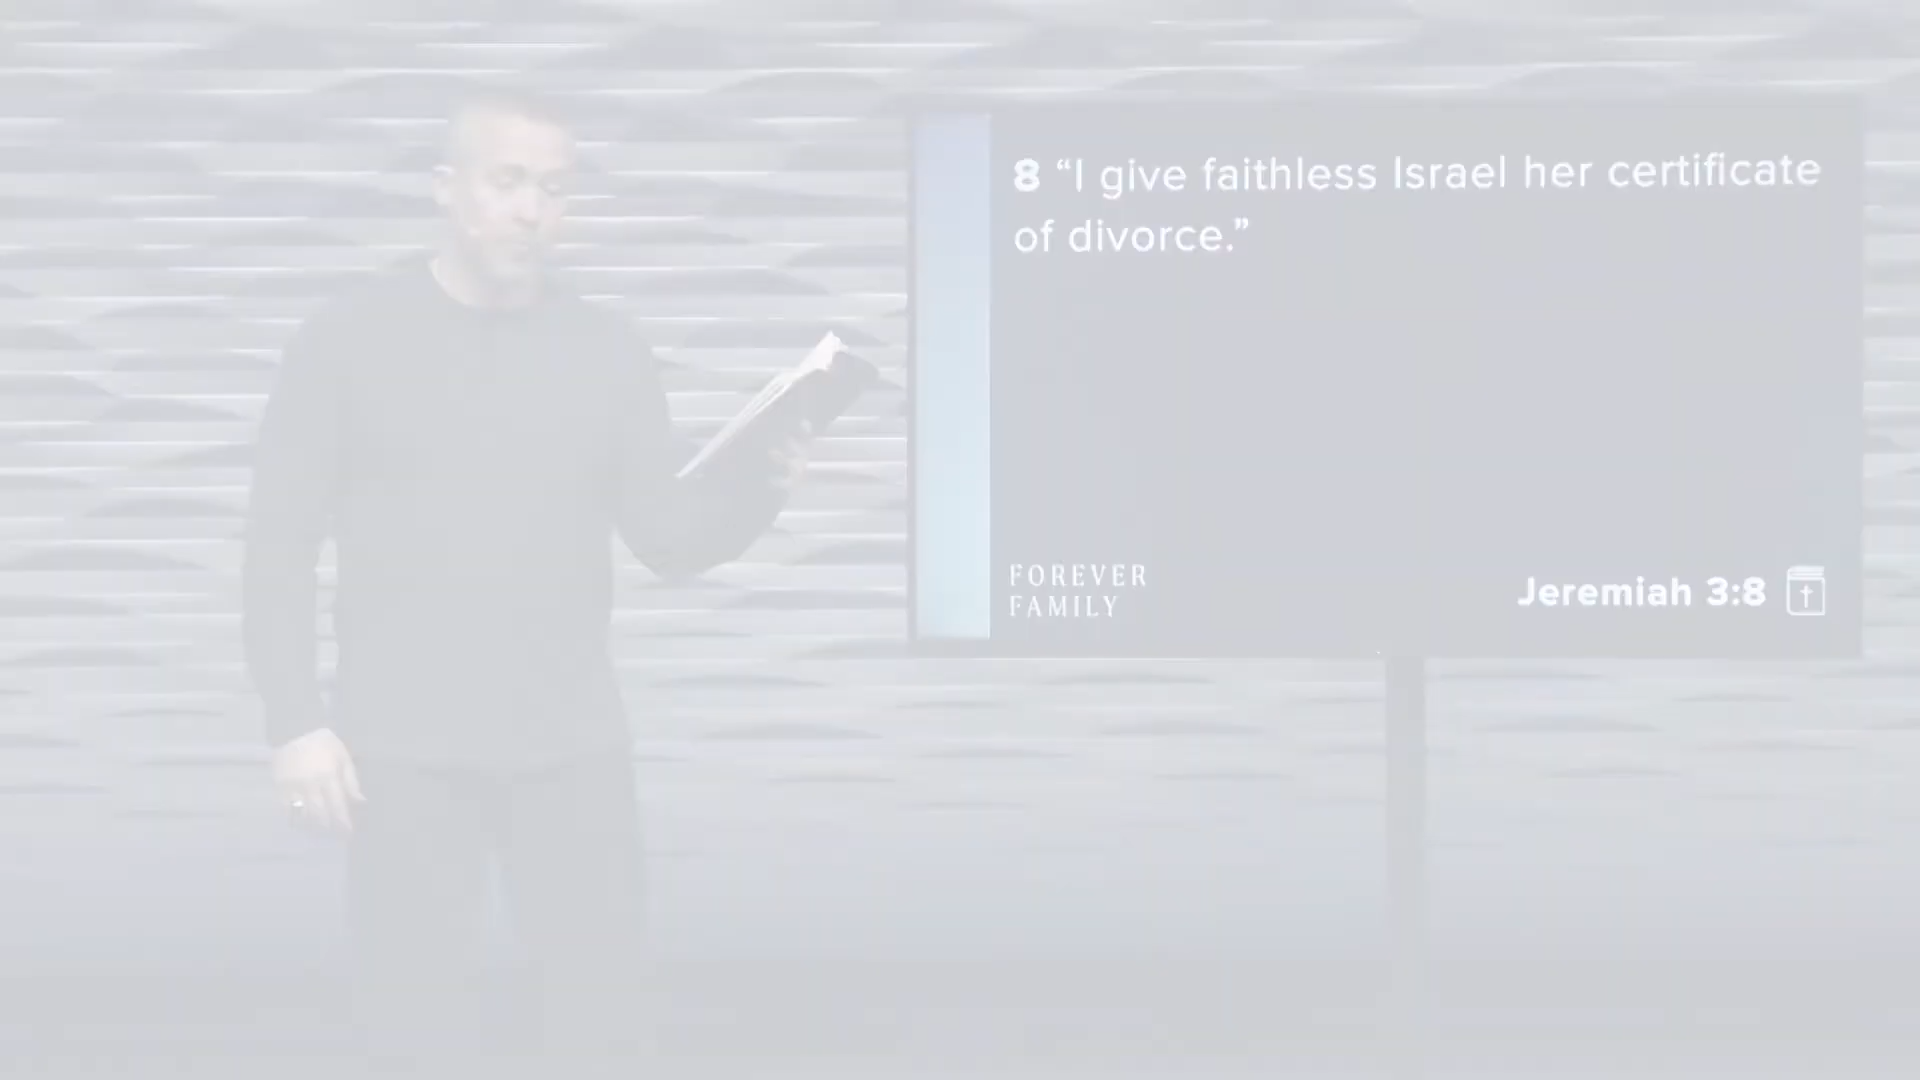 8 “I give faithless Israel her certificate
of divorce.”
FOREVER
FAMILY
Jeremiah 3:8